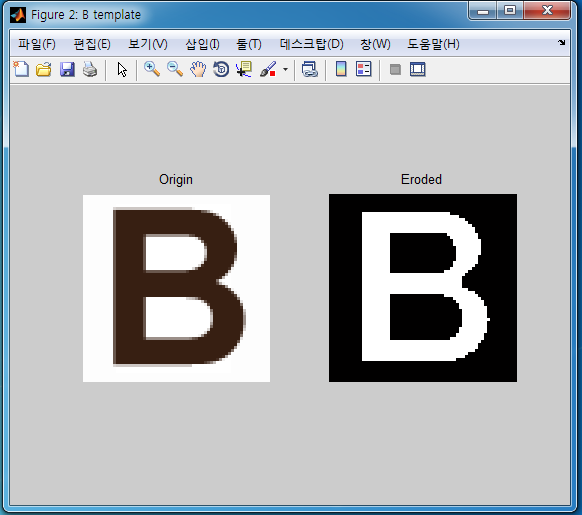 Figure 2: B template
파일(F) 편집(E) 보기(V) 삽입(I) 툴(T) 데스크탑(D) 창(W) 도움말(H)
Origin Eroded
B B